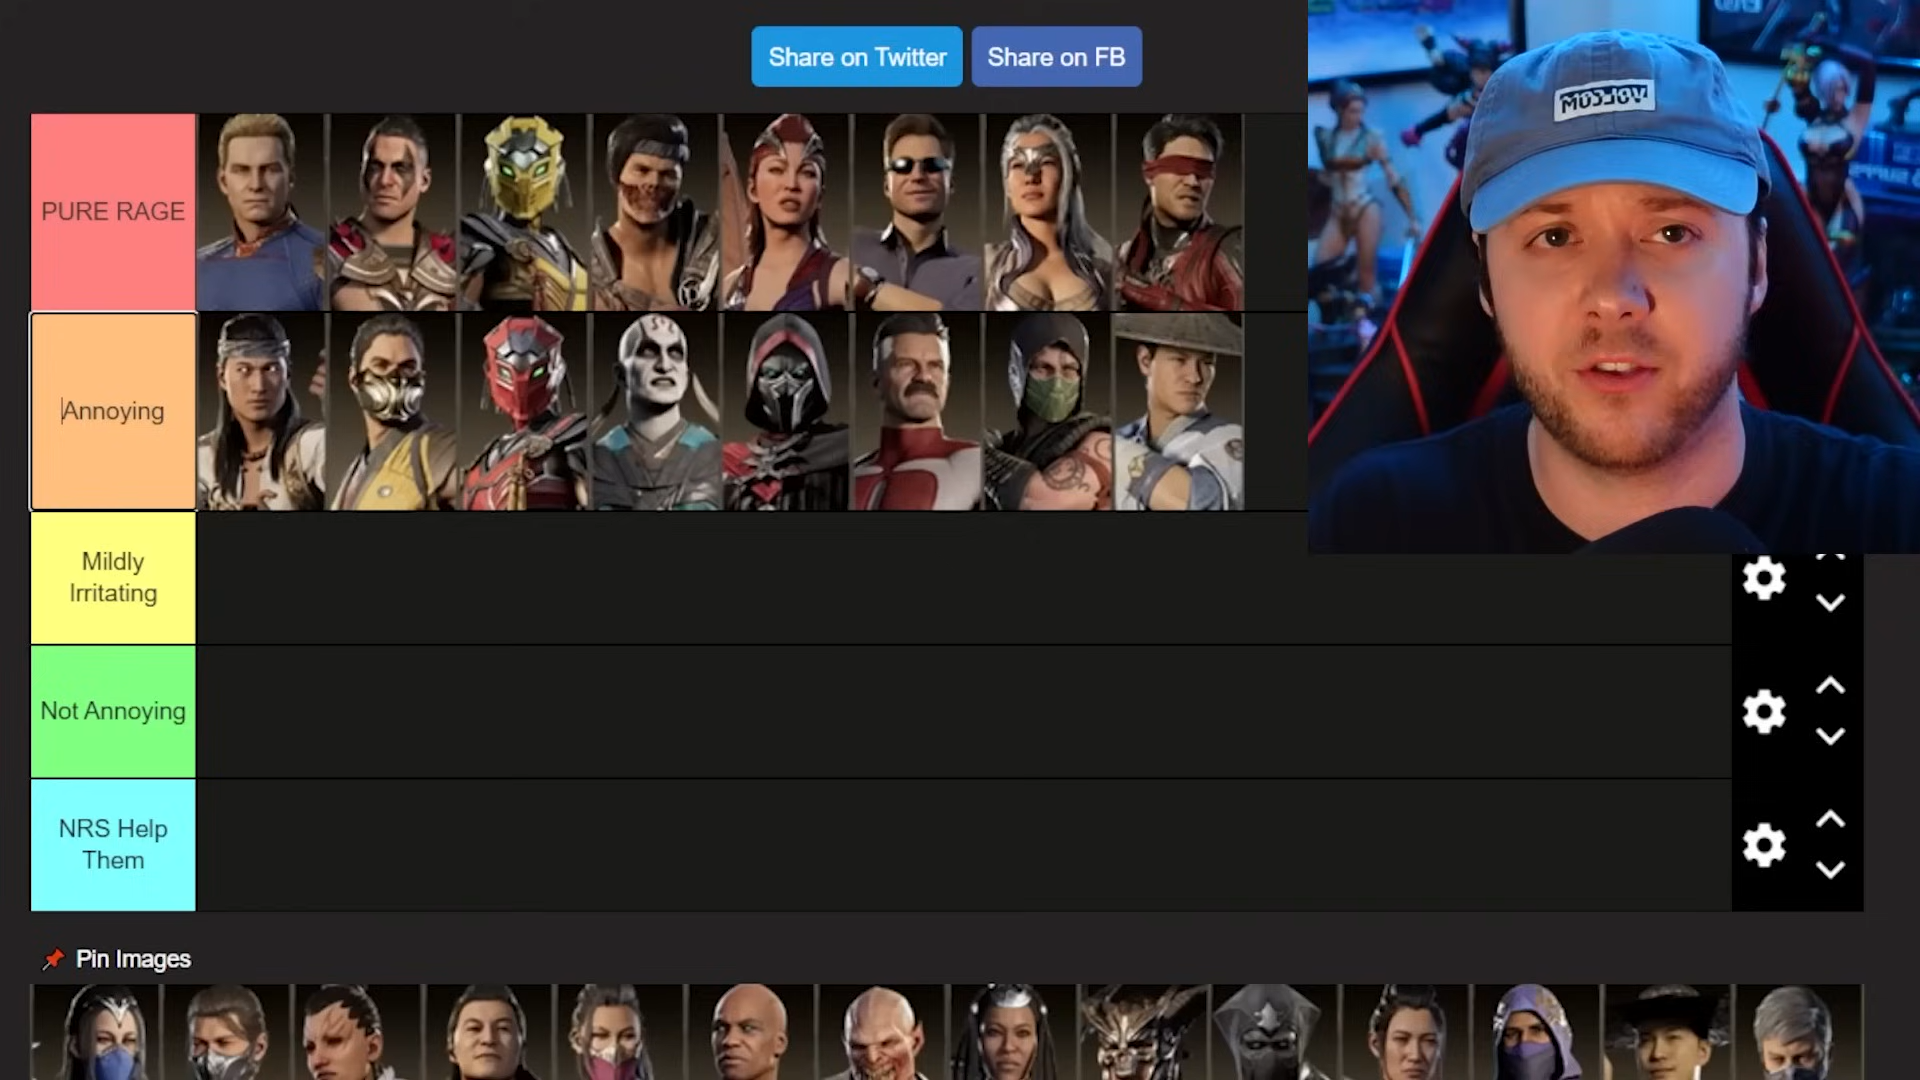 Share on Twitter
Share on FB
PURE RAGE
Annoying
Mildly
Irritating
Not Annoying
NRS Help
Them
Pin Images